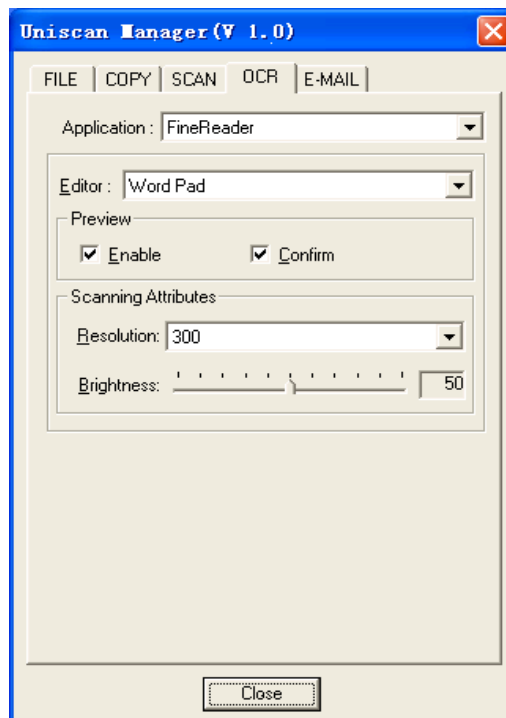 Uniscan Manager(V 1.0)
FILE COPY SCAN OCR E-MAIL
Application : FineReader
Editor : Word Pad
Preview
Enable Confirm
Scanning Attributes
Resolution: 300
Brightness: 50
Close